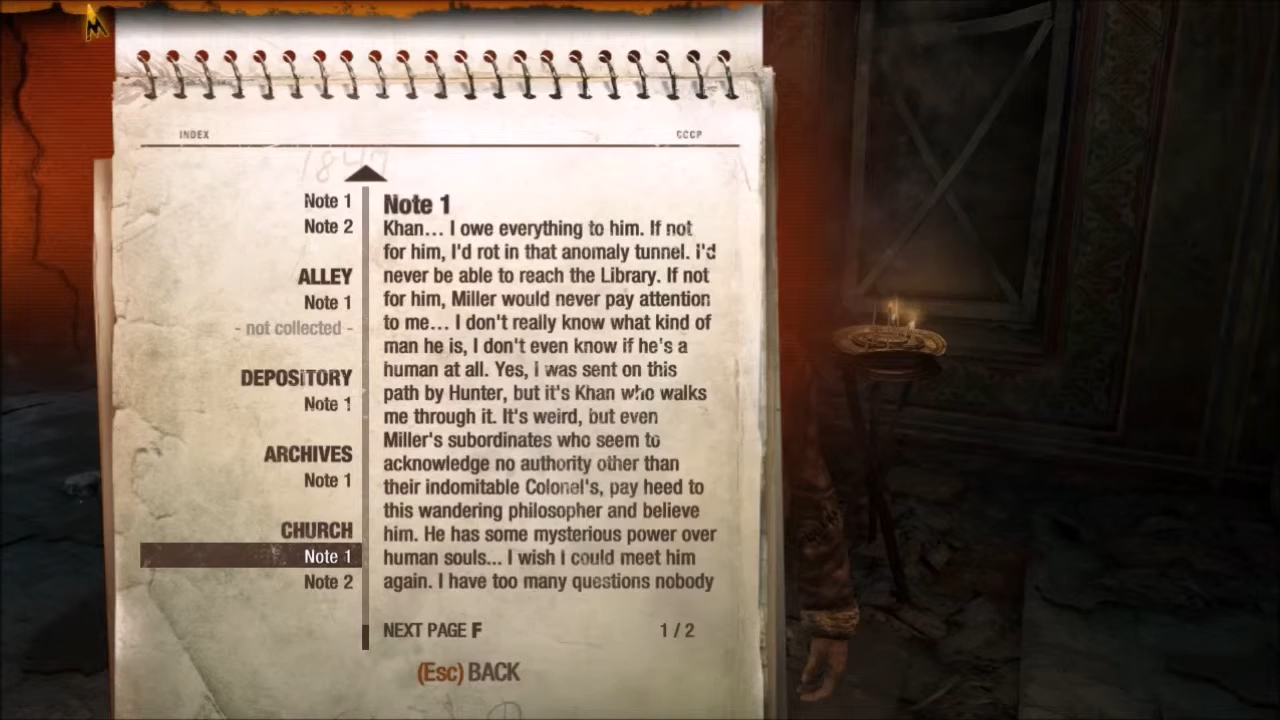 INDEX
CCCP
Note 1
Note 2
ALLEY
Note 1
- not collected -
DEPOSITORY
Note 1
ARCHIVES
Note 1
CHURCH
Note 1
Note 2
Note 1
Khan... I owe everything to him. If not
for him, I'd rot in that anomaly tunnel. I'd
never be able to reach the Library. If not
for him, Miller would never pay attention
to me... I don't really know what kind of
man he is, I don't even know if he's a
human at all. Yes, I was sent on this
path by Hunter, but it's Khan who walks
me through it. It's weird, but even
Miller's subordinates who seem to
acknowledge no authority other than
their indomitable Colonel's, pay heed to
this wandering philosopher and believe
him. He has some mysterious power over
human souls... I wish I could meet him
again. I have too many questions nobody
NEXT PAGE F
1 / 2
(Esc) BACK